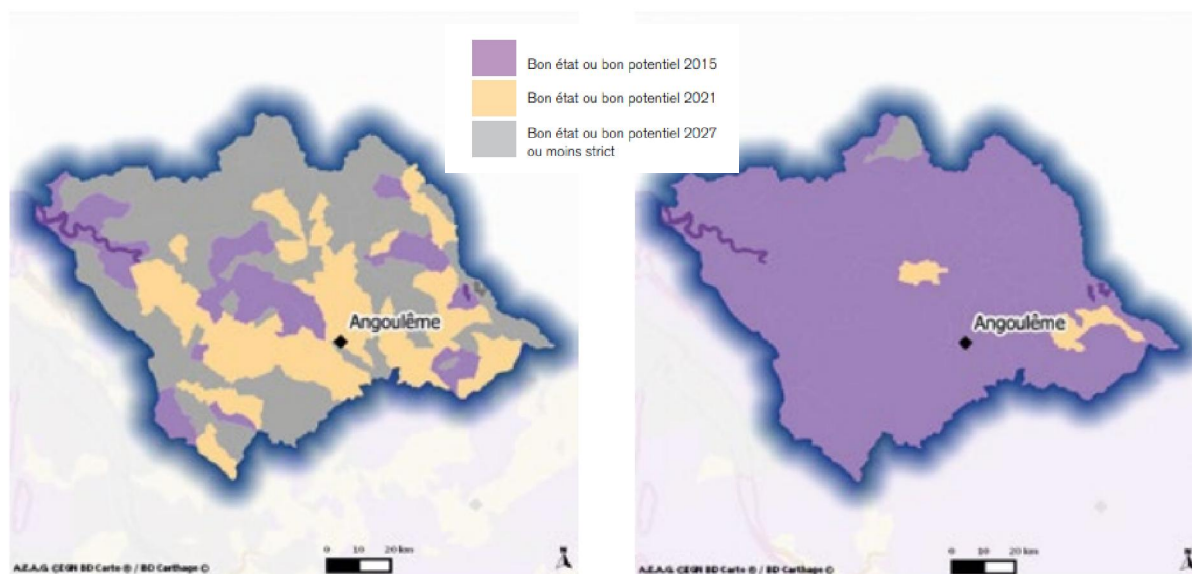 Bon état ou bon potentiel 2015
Bon état ou bon potentiel 2021
Bon état ou bon potentiel 2027
ou moins strict
Angoulême
0 10 20 km
A.E.A.G. ©IGN BD Carto ® / BD Carthage ©
Angoulême
0 10 20 km
A.E.A.G. ©IGN BD Carto ® / BD Carthage ©